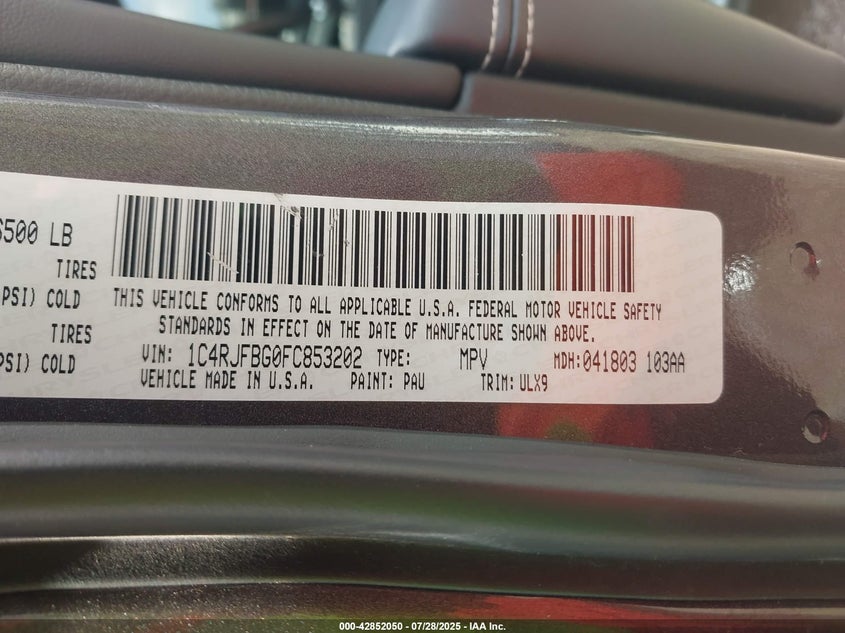 6500 LB
TIRES
PSI) COLD
TIRES
PSI) COLD
THIS VEHICLE CONFORMS TO ALL APPLICABLE U.S.A. FEDERAL MOTOR VEHICLE SAFETY
STANDARDS IN EFFECT ON THE DATE OF MANUFACTURE SHOWN ABOVE.
VIN: 1C4RJFBG0FC853202 TYPE: MPV MDH:041803 103AA
VEHICLE MADE IN U.S.A. PAINT: PAU TRIM: ULX9
000-42852050 / 07/28/2025 - IAA Inc.